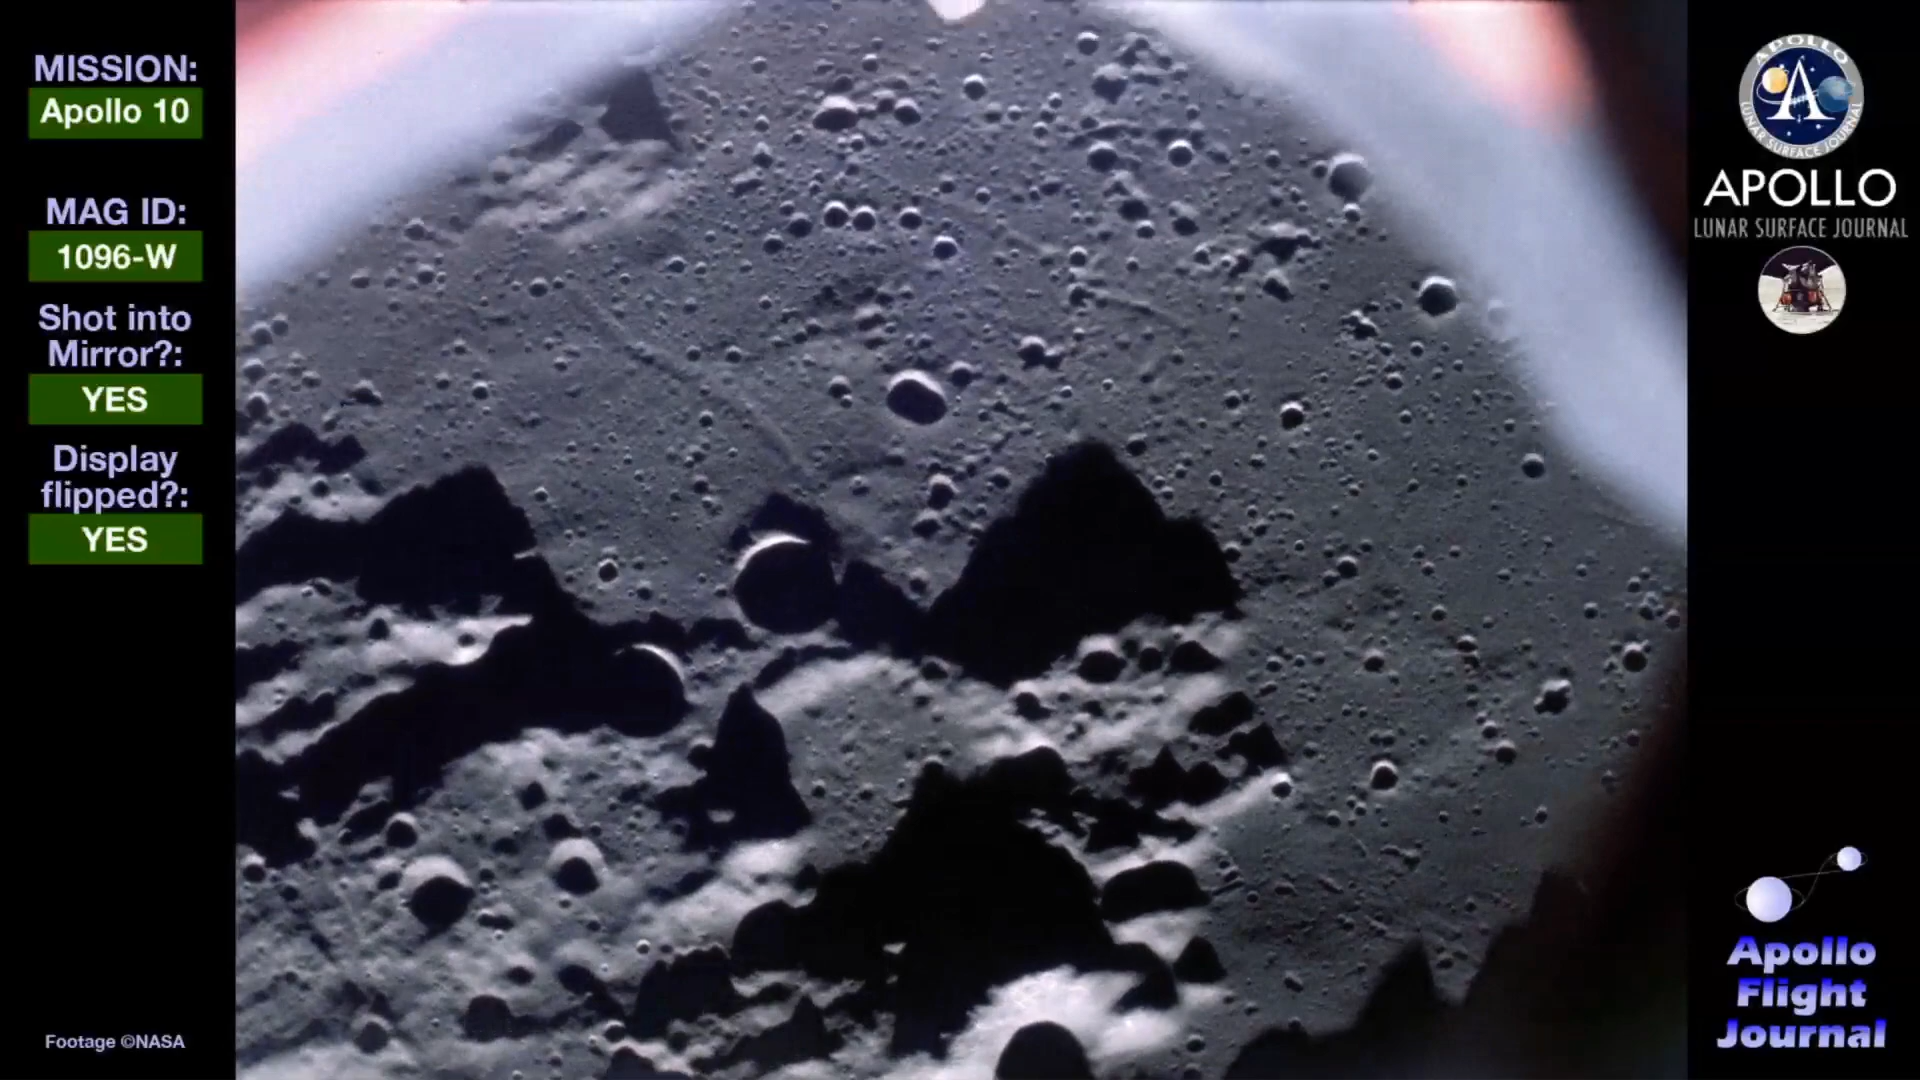 MISSION:
Apollo 10
MAG ID:
1096-W
Shot into
Mirror?:
YES
Display
flipped?:
YES
Footage ©NASA
APOLLO
LUNAR SURFACE JOURNAL
APOLLO
LUNAR SURFACE JOURNAL
Apollo
Flight
Journal